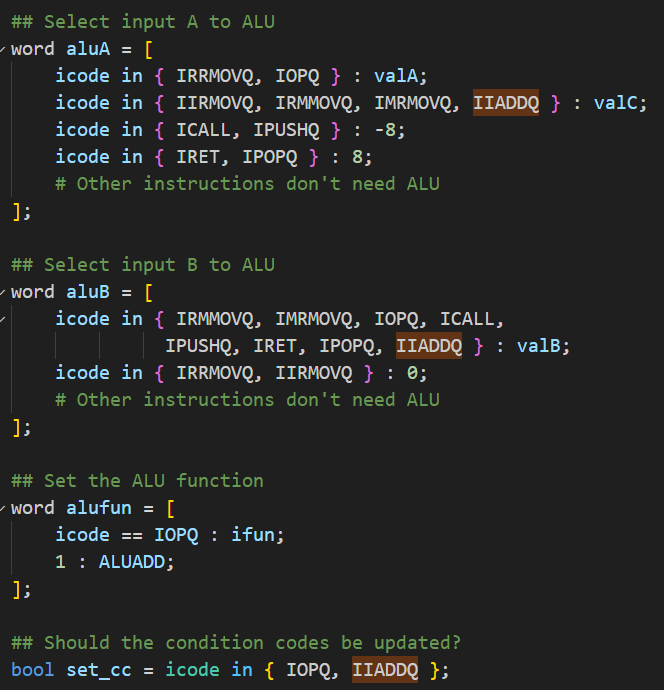 ## Select input A to ALU
word aluA = [
    icode in { IRRMOVQ, IOPQ } : valA;
    icode in { IIRMOVQ, IRMMOVQ, IMRMOVQ, IIADDQ } : valC;
    icode in { ICALL, IPUSHQ } : -8;
    icode in { IRET, IPOPQ } : 8;
    # Other instructions don't need ALU
];

## Select input B to ALU
word aluB = [
    icode in { IRMMOVQ, IMRMOVQ, IOPQ, ICALL,
              IPUSHQ, IRET, IPOPQ, IIADDQ } : valB;
    icode in { IRRMOVQ, IIRMOVQ } : 0;
    # Other instructions don't need ALU
];

## Set the ALU function
word alufun = [
    icode == IOPQ : ifun;
    1 : ALUADD;
];

## Should the condition codes be updated?
bool set_cc = icode in { IOPQ, IIADDQ };